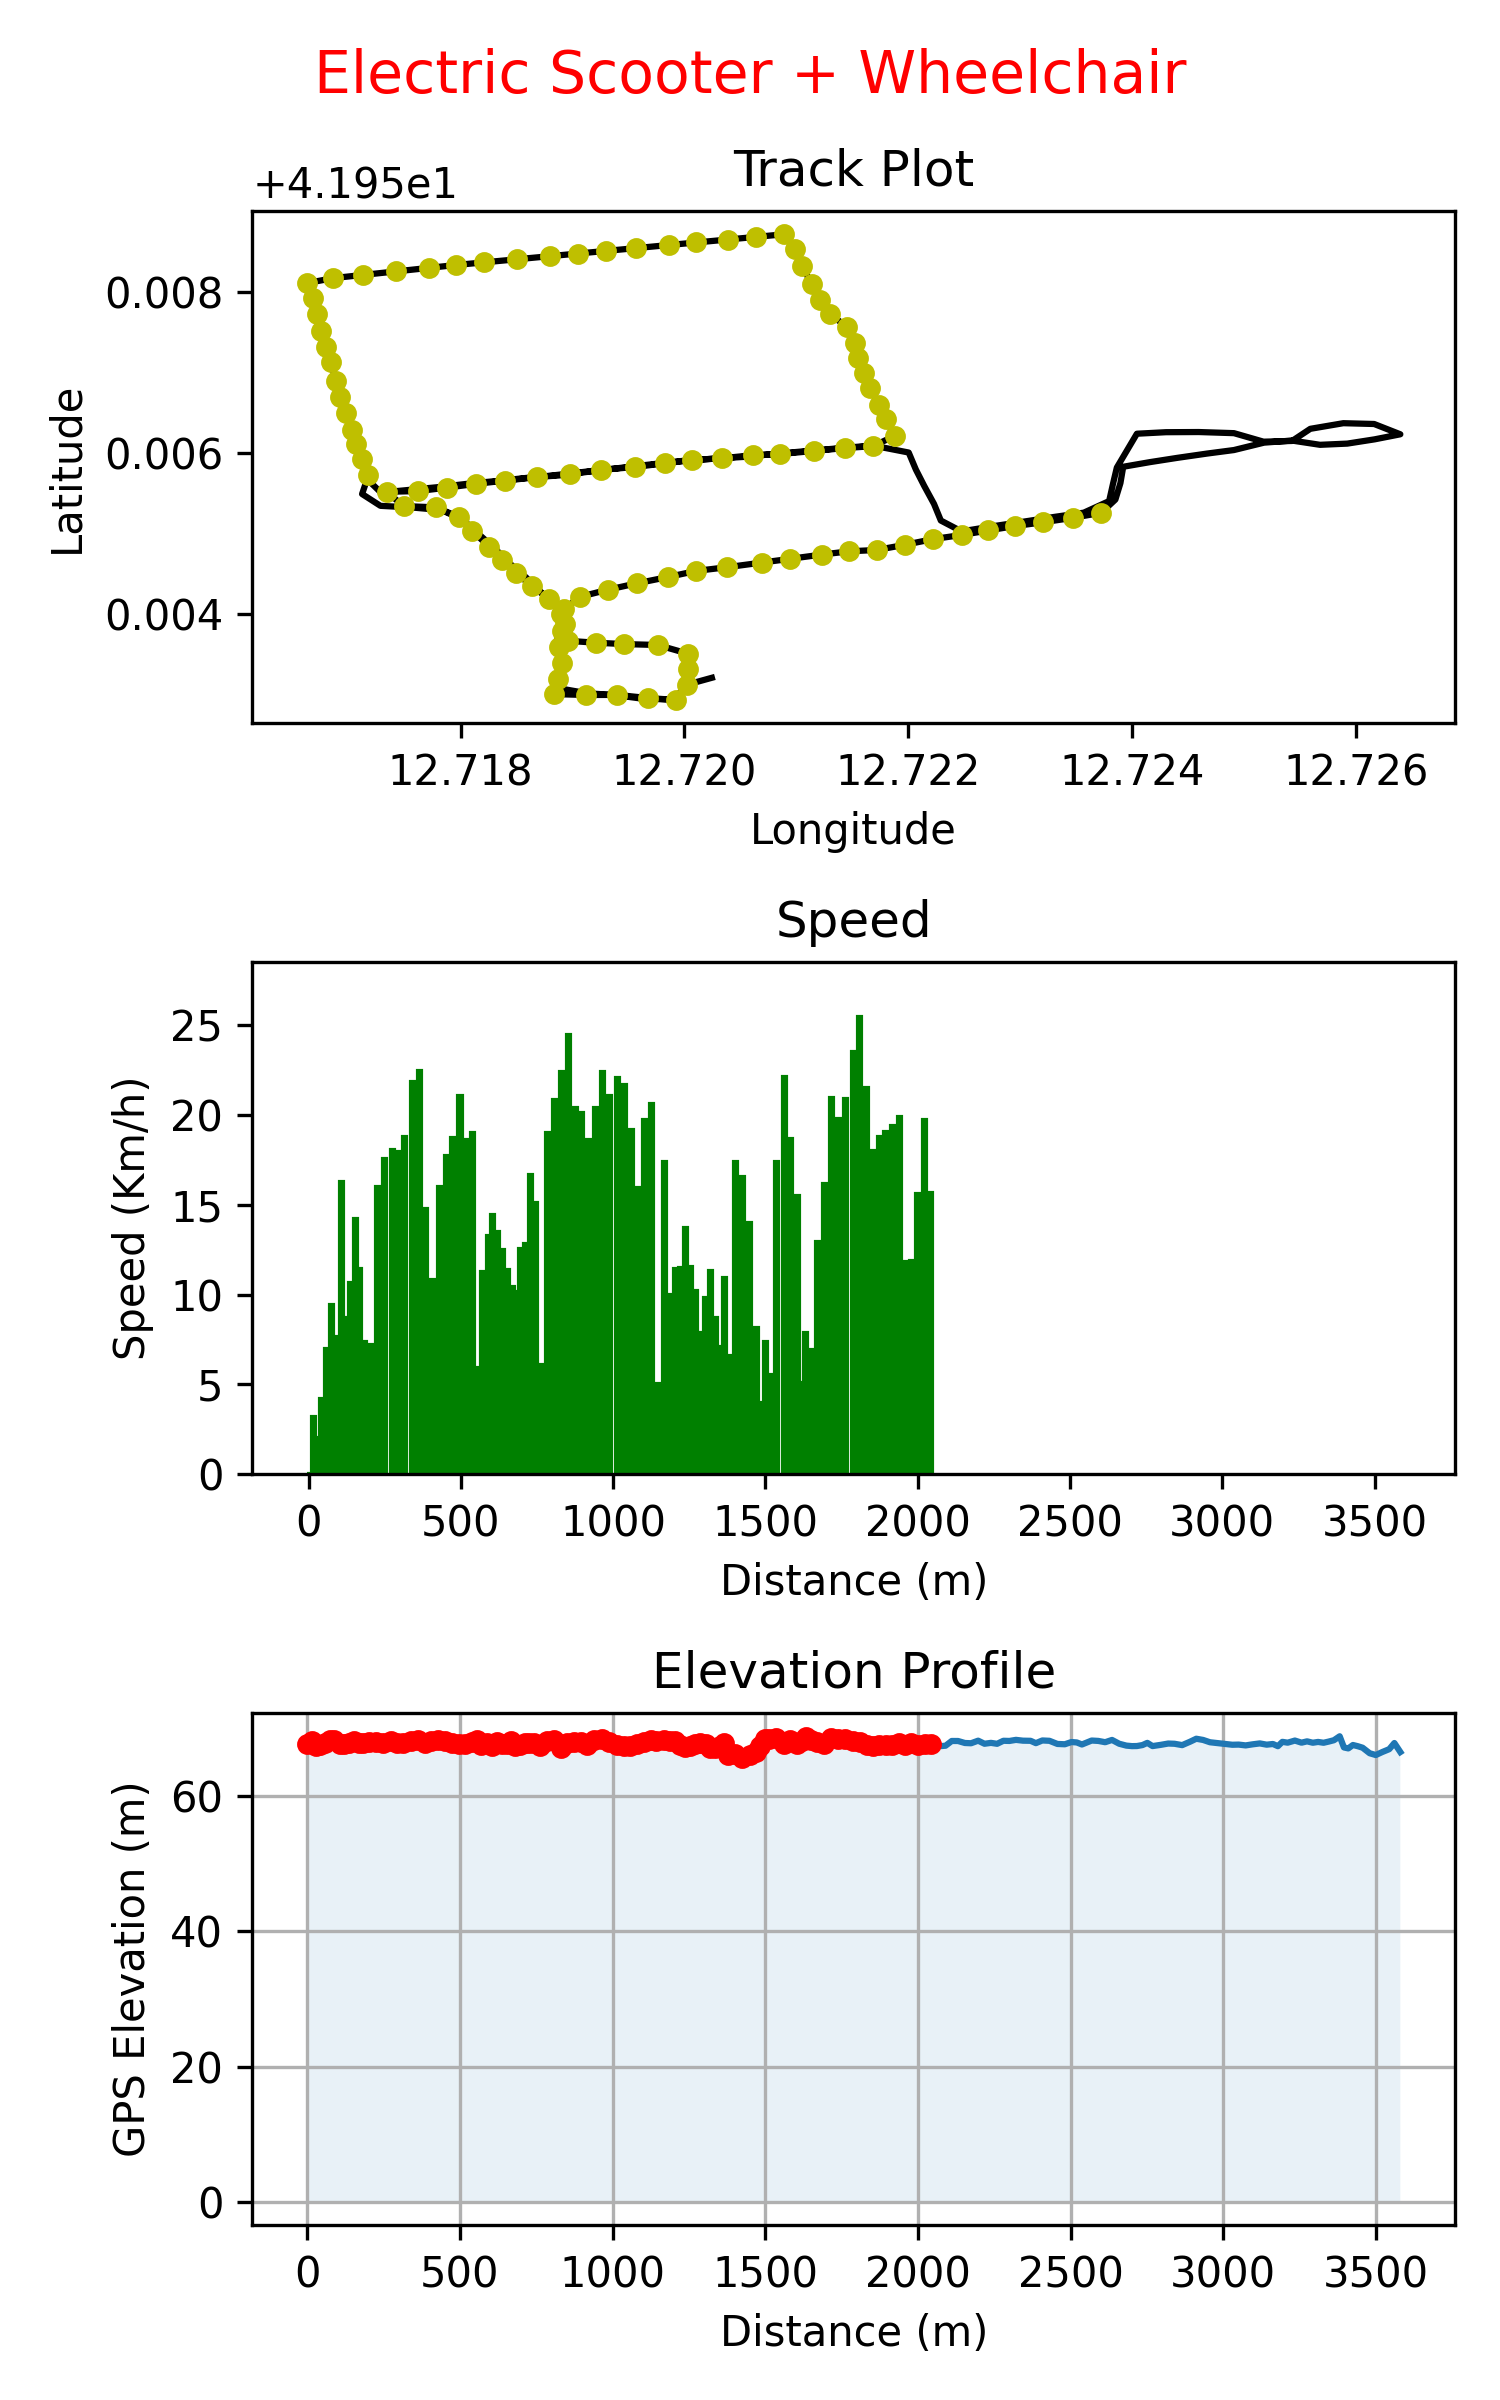 Electric Scooter + Wheelchair
Track Plot
+4.195e1
0.008
0.006
0.004
Latitude
12.718 12.720 12.722 12.724 12.726
Longitude
Speed
25
20
15
10
5
0
Speed (Km/h)
0 500 1000 1500 2000 2500 3000 3500
Distance (m)
Elevation Profile
60
40
20
0
GPS Elevation (m)
0 500 1000 1500 2000 2500 3000 3500
Distance (m)